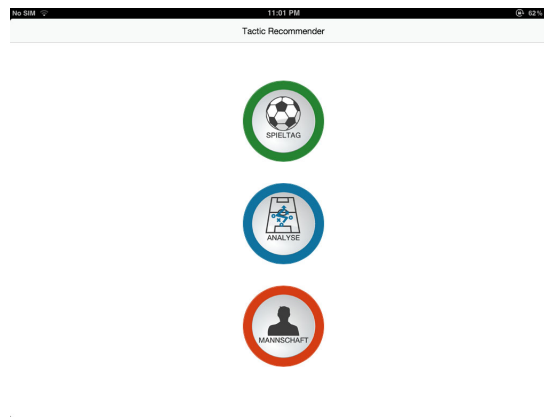 No SIM 11:01 PM 62%
Tactic Recommender
SPIELTAG
ANALYSE
MANNSCHAFT